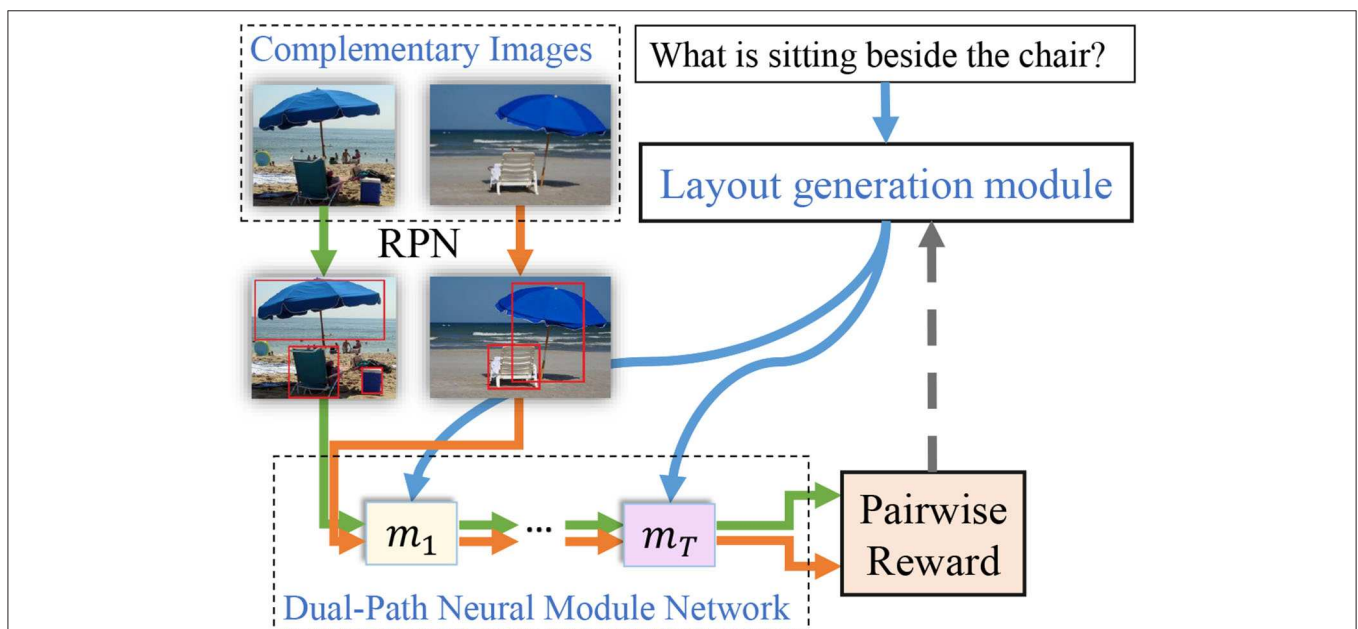 Complementary Images
What is sitting beside the chair?
Layout generation module
RPN
m₁
...
m_T
Pairwise
Reward
Dual-Path Neural Module Network